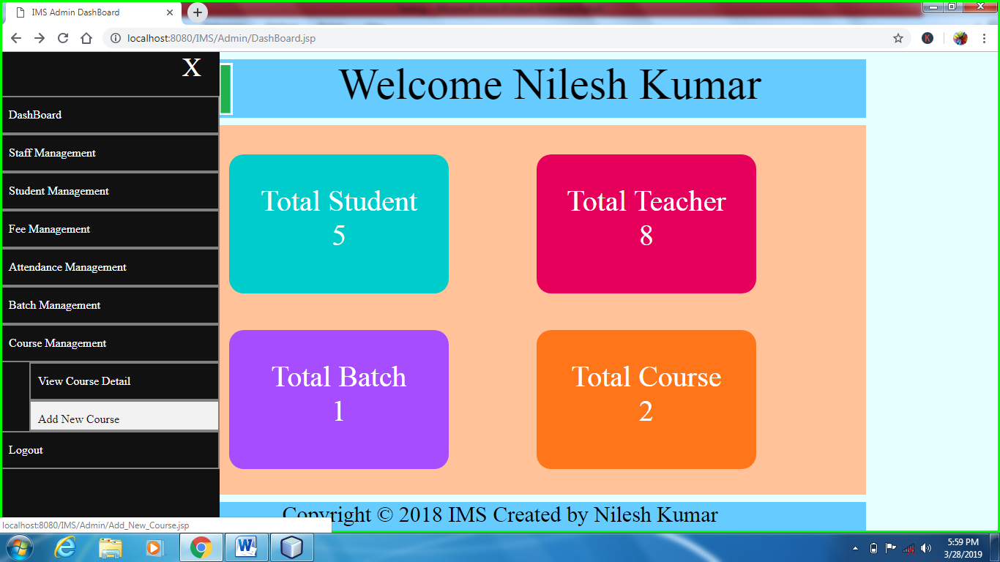 IMS Admin DashBoard
localhost:8080/IMS/Admin/DashBoard.jsp
K
X
DashBoard
Staff Management
Student Management
Fee Management
Attendance Management
Batch Management
Course Management
View Course Detail
Add New Course
Logout
Welcome Nilesh Kumar
Total Student
5
Total Teacher
8
Total Batch
1
Total Course
2
Copyright © 2018 IMS Created by Nilesh Kumar
localhost:8080/IMS/Admin/Add_New_Course.jsp
5:59 PM
3/28/2019